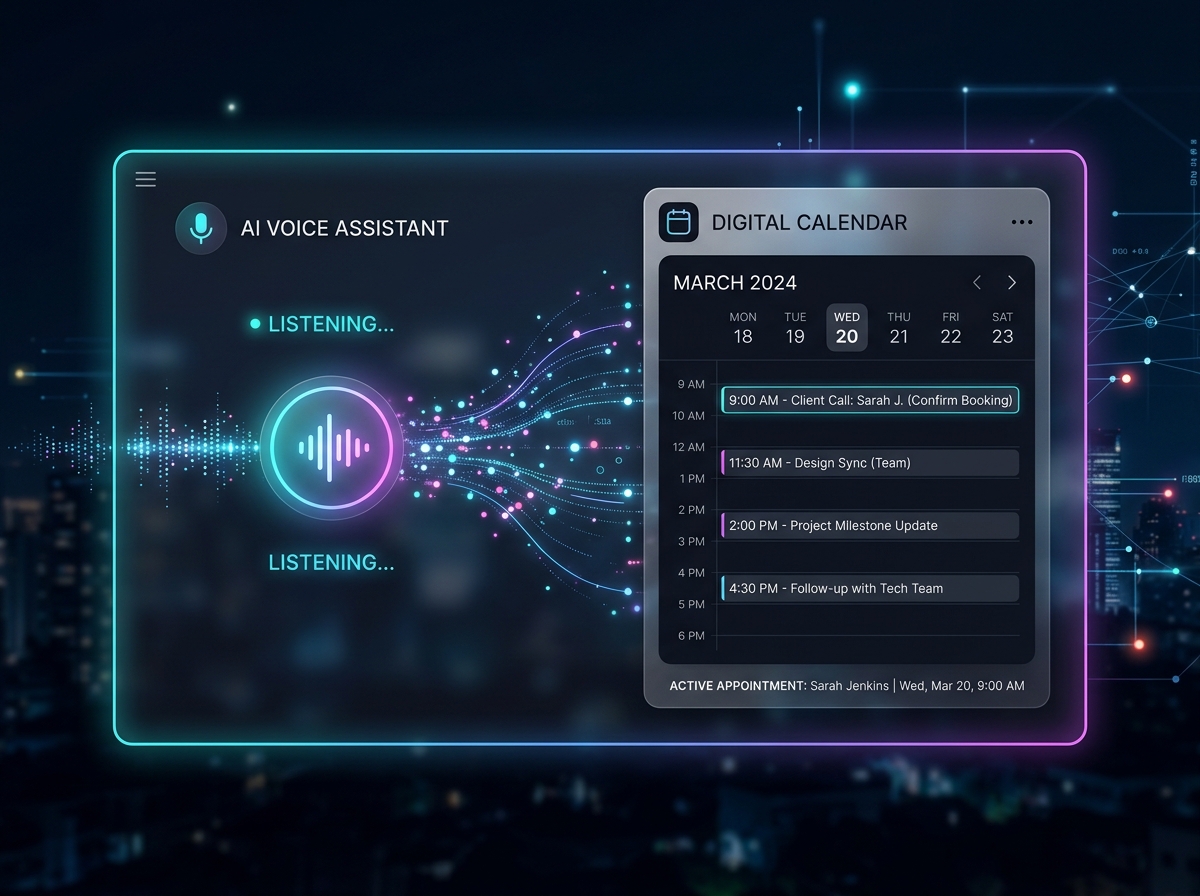 AI VOICE ASSISTANT
LISTENING...
LISTENING...
DIGITAL CALENDAR
MARCH 2024
MON TUE WED THU FRI SAT
18 19 20 21 22 23
9 AM
9:00 AM - Client Call: Sarah J. (Confirm Booking)
10 AM
12 AM
11:30 AM - Design Sync (Team)
1 PM
2 PM
2:00 PM - Project Milestone Update
3 PM
4 PM
4:30 PM - Follow-up with Tech Team
5 PM
6 PM
ACTIVE APPOINTMENT: Sarah Jenkins | Wed, Mar 20, 9:00 AM